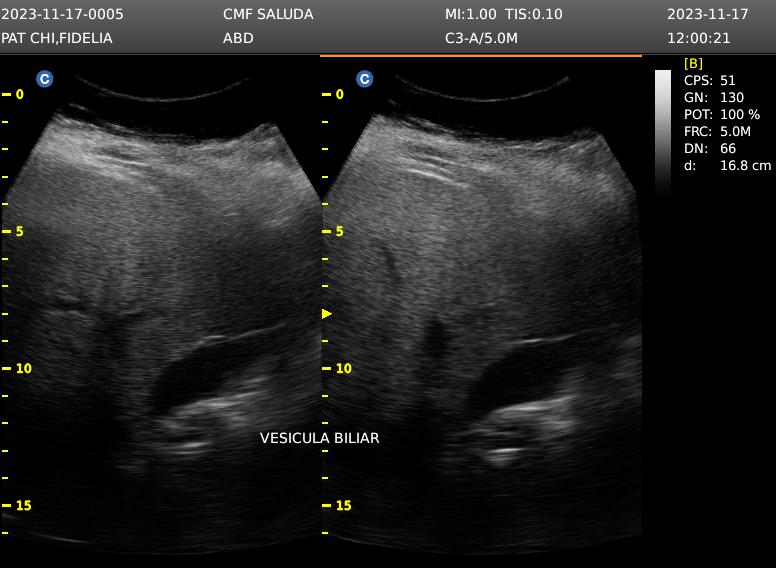 2023-11-17-0005 CMF SALUDA MI:1.00 TIS:0.10 2023-11-17
PAT CHI,FIDELIA ABD C3-A/5.0M 12:00:21
C
C
[B]
CPS: 51
GN: 130
POT: 100 %
FRC: 5.0M
DN: 66
d: 16.8 cm
0
5
10
15
0
5
10
15
VESICULA BILIAR